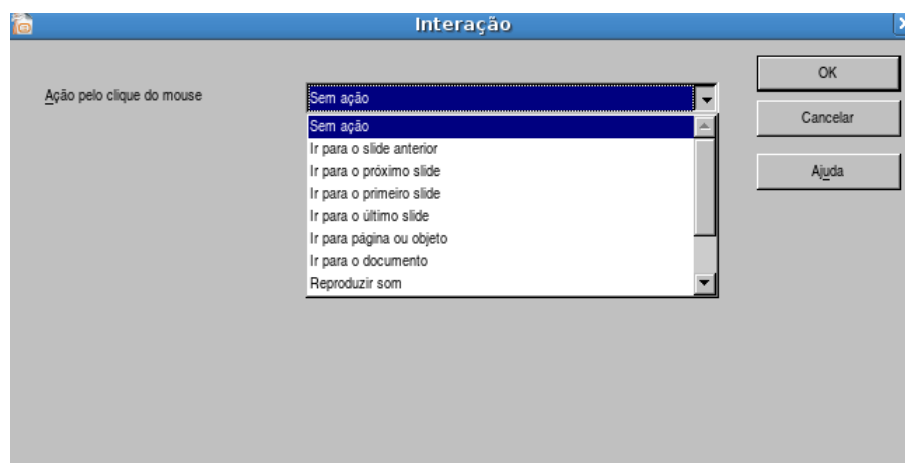 Interação
OK
Ação pelo clique do mouse
Sem ação
Cancelar
Sem ação
Ir para o slide anterior
Ir para o próximo slide
Ajuda
Ir para o primeiro slide
Ir para o último slide
Ir para página ou objeto
Ir para o documento
Reproduzir som